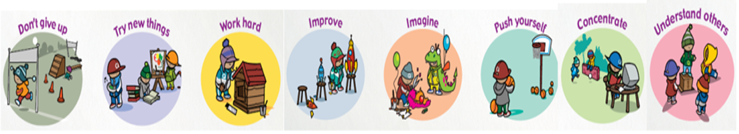 Don't give up
Try new things
Work hard
Improve
Imagine
Push yourself
Concentrate
Understand others